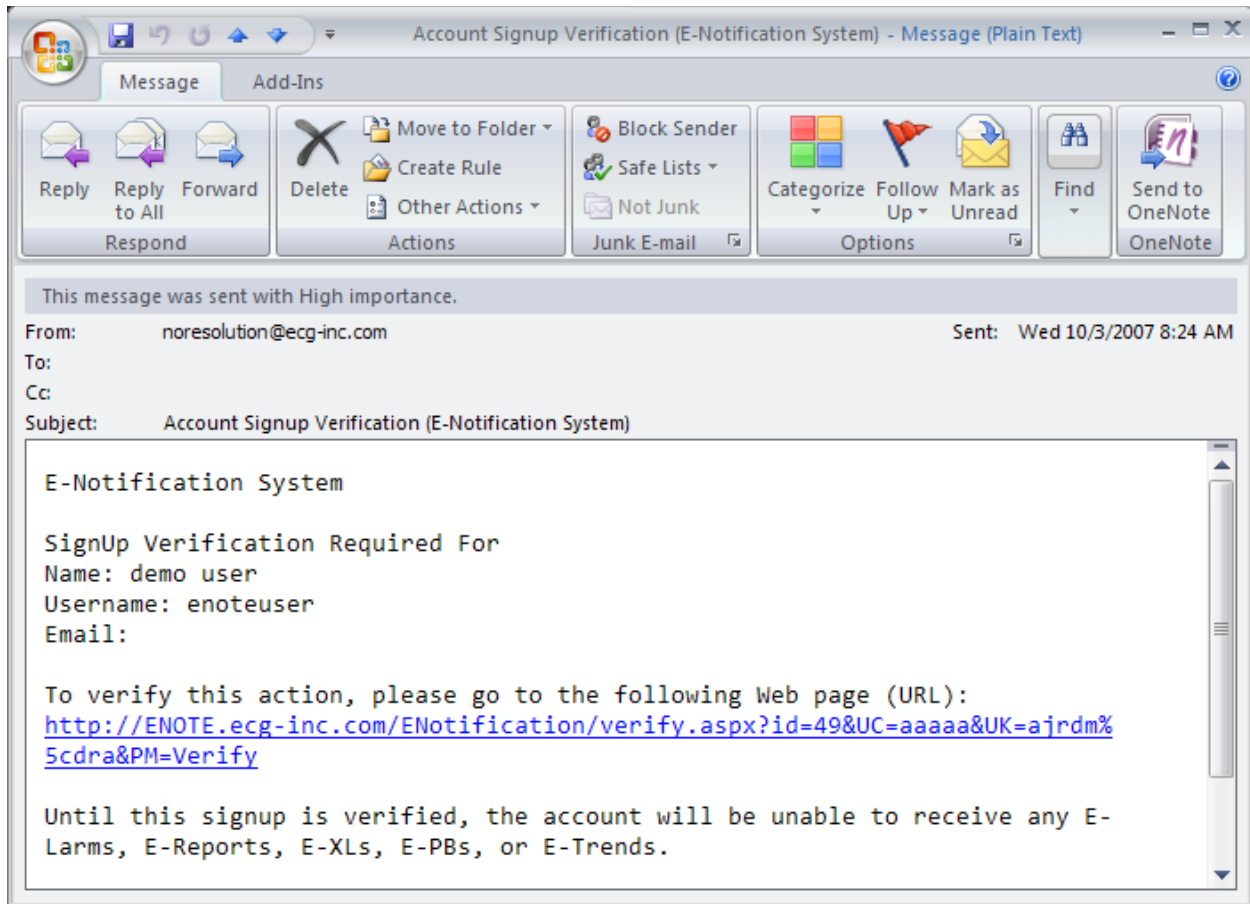 Account Signup Verification (E-Notification System) - Message (Plain Text)
Message Add-Ins
Reply
Reply to All
Forward
Delete
Move to Folder
Create Rule
Other Actions
Block Sender
Safe Lists
Not Junk
Categorize
Follow Up
Mark as Unread
Find
Send to OneNote
Respond
Actions
Junk E-mail
Options
OneNote
This message was sent with High importance.
From: noresolution@ecg-inc.com Sent: Wed 10/3/2007 8:24 AM
To:
Cc:
Subject: Account Signup Verification (E-Notification System)
E-Notification System
SignUp Verification Required For
Name: demo user
Username: enoteuser
Email:
To verify this action, please go to the following Web page (URL):
http://ENOTE.ecg-inc.com/ENotification/verify.aspx?id=49&UC=aaaaa&UK=ajrdm%
5cdra&PM=Verify
Until this signup is verified, the account will be unable to receive any E-
Larms, E-Reports, E-XLs, E-PBs, or E-Trends.